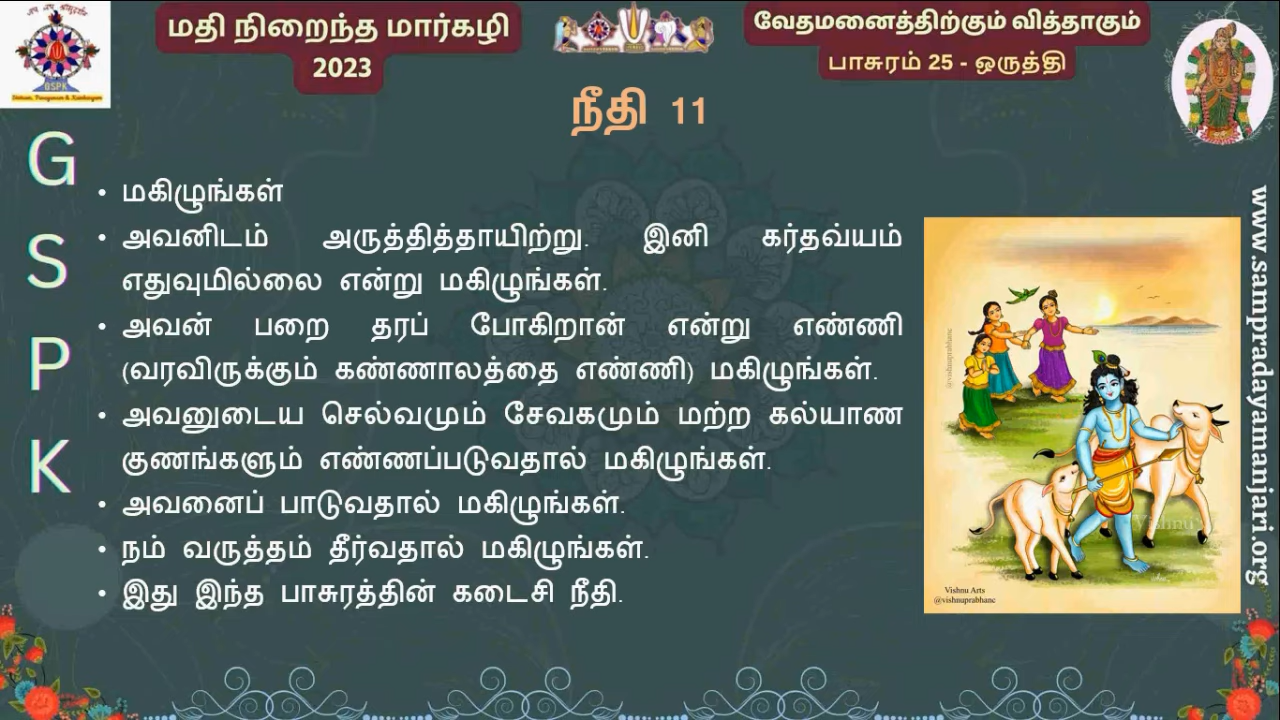 மதி நிறைந்த மார்கழி
2023
வேதமனைத்திற்கும் வித்தாகும்
பாசுரம் 25 - ஒருத்தி
BSPK
நீதி 11
G
S
P
K
• மகிழுங்கள்
• அவனிடம் அருத்தித்தாயிற்று. இனி கர்தவ்யம்
எதுவுமில்லை என்று மகிழுங்கள்.
• அவன் பறை தரப் போகிறான் என்று எண்ணி
(வரவிருக்கும் கண்ணாலத்தை எண்ணி) மகிழுங்கள்.
• அவனுடைய செல்வமும் சேவகமும் மற்ற கல்யாண
குணங்களும் எண்ணப்படுவதால் மகிழுங்கள்.
• அவனைப் பாடுவதால் மகிழுங்கள்.
• நம் வருத்தம் தீர்வதால் மகிழுங்கள்.
• இது இந்த பாசுரத்தின் கடைசி நீதி.
www.sampradayamanjari.org
@vishnuprabhanc
Vishnu
Vishnu Arts
@vishnuprabhanc